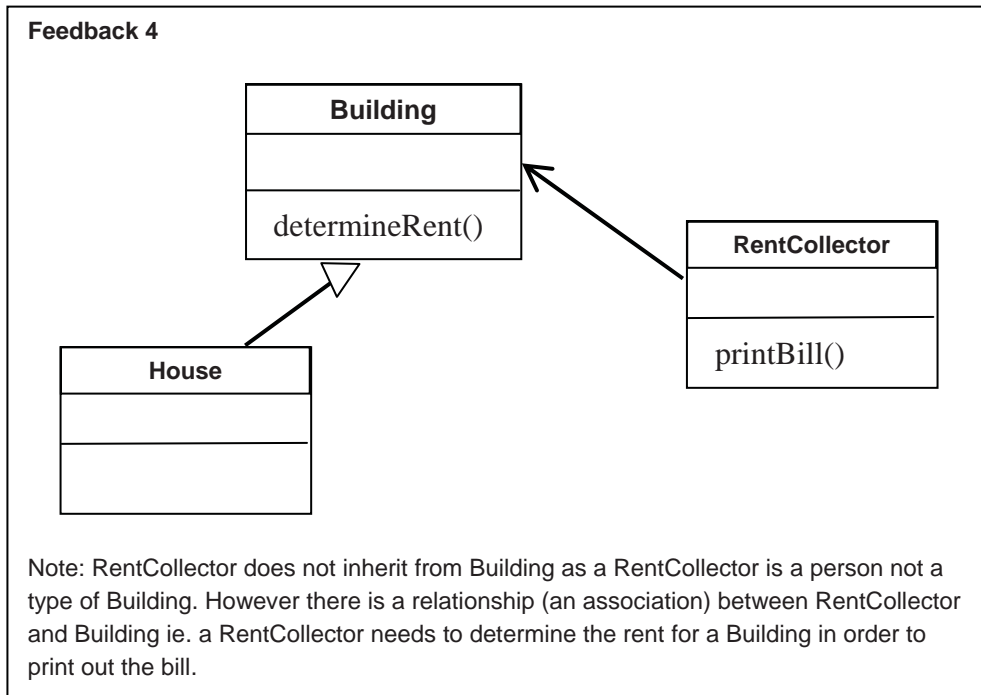 Feedback 4
Building
determineRent()
RentCollector
printBill()
House
Note: RentCollector does not inherit from Building as a RentCollector is a person not a
type of Building. However there is a relationship (an association) between RentCollector
and Building ie. a RentCollector needs to determine the rent for a Building in order to
print out the bill.